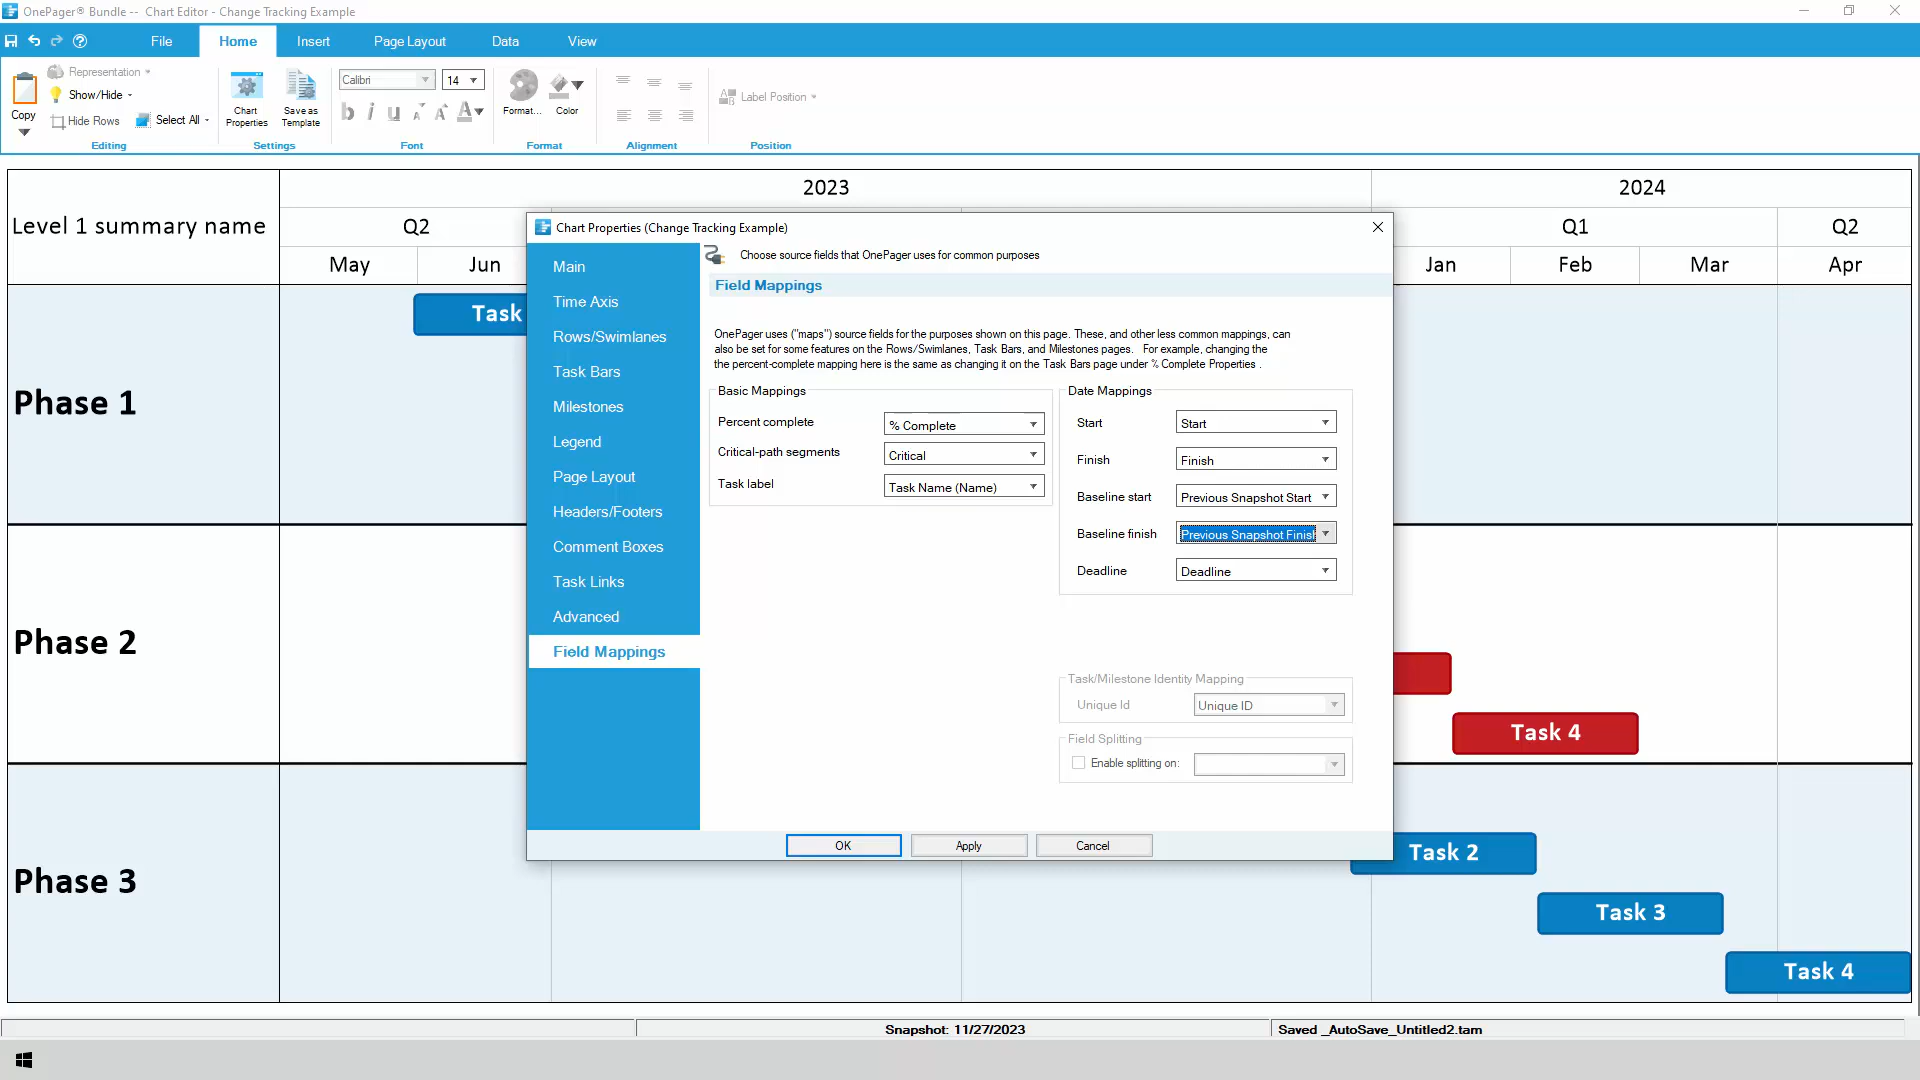 OnePager® Bundle -- Chart Editor - Change Tracking Example
File
Home
Insert
Page Layout
Data
View
Copy
Representation
Show/Hide
Hide Rows
Select All
Editing
Chart Properties
Save as Template
Settings
Calibri
14
b i u A A A
Font
Format...
Color
Format
Alignment
Label Position
Position
Level 1 summary name
2023
2024
Q2
Q1
Q2
May
Jun
Jan
Feb
Mar
Apr
Phase 1
Task
Phase 2
Task 4
Phase 3
Task 2
Task 3
Task 4
Chart Properties (Change Tracking Example)
Main
Time Axis
Rows/Swimlanes
Task Bars
Milestones
Legend
Page Layout
Headers/Footers
Comment Boxes
Task Links
Advanced
Field Mappings
Choose source fields that OnePager uses for common purposes
Field Mappings
OnePager uses ("maps") source fields for the purposes shown on this page. These, and other less common mappings, can
also be set for some features on the Rows/Swimlanes, Task Bars, and Milestones pages. For example, changing the
the percent-complete mapping here is the same as changing it on the Task Bars page under % Complete Properties .
Basic Mappings
Percent complete
% Complete
Critical-path segments
Critical
Task label
Task Name (Name)
Date Mappings
Start
Start
Finish
Finish
Baseline start
Previous Snapshot Start
Baseline finish
Previous Snapshot Finish
Deadline
Deadline
Task/Milestone Identity Mapping
Unique Id
Unique ID
Field Splitting
Enable splitting on:
OK
Apply
Cancel
Snapshot: 11/27/2023
Saved _AutoSave_Untitled2.tam